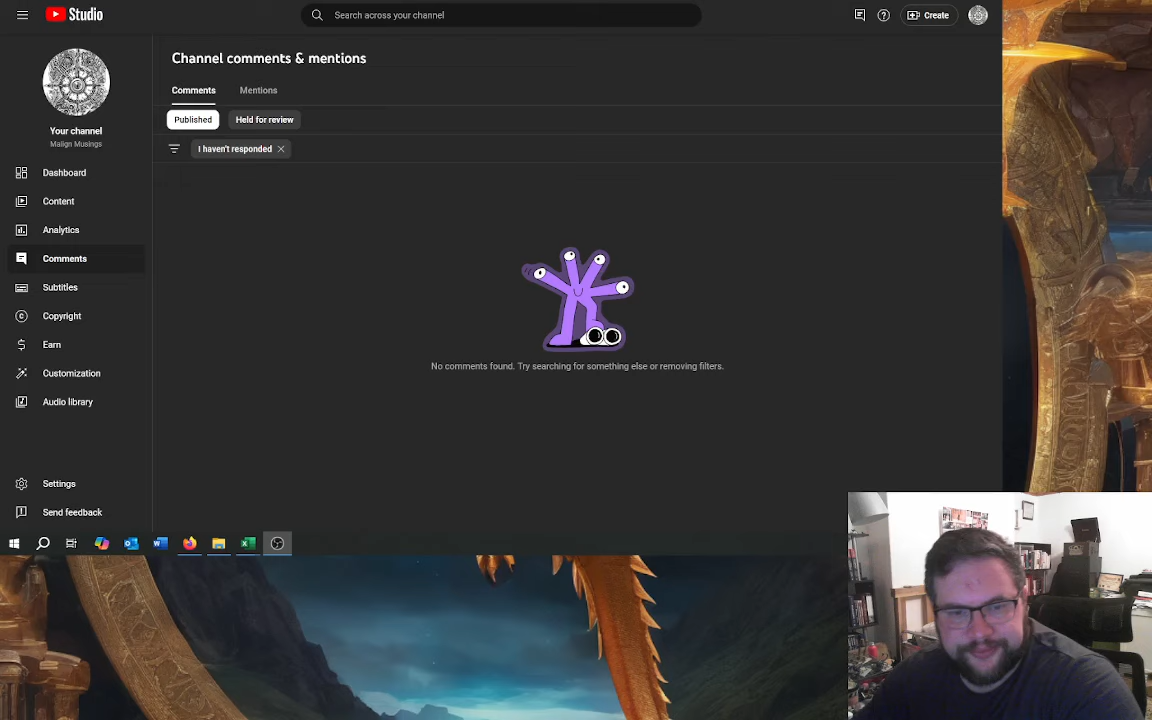 Studio
Search across your channel
Create
Channel comments & mentions
Comments
Mentions
Published
Held for review
I haven't responded
Your channel
Malign Musings
Dashboard
Content
Analytics
Comments
Subtitles
Copyright
Earn
Customization
Audio library
Settings
Send feedback
No comments found. Try searching for something else or removing filters.